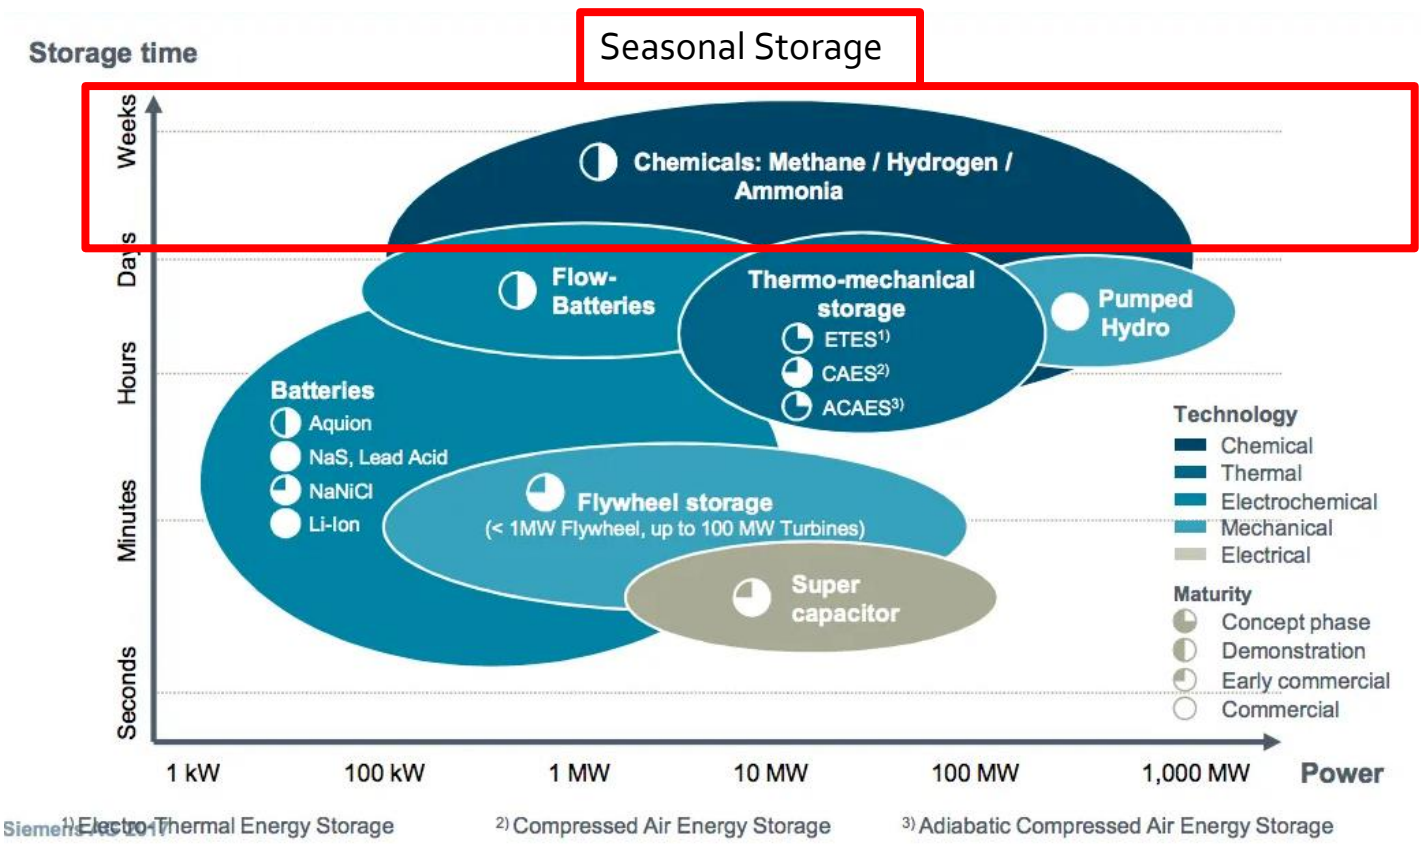 Seasonal Storage
Storage time
Weeks
Days
Hours
Minutes
Seconds
Chemicals: Methane / Hydrogen /
Ammonia
Flow-
Batteries
Thermo-mechanical
storage
ETES1)
CAES2)
ACAES3)
Pumped
Hydro
Batteries
Aquion
NaS, Lead Acid
NaNiCl
Li-Ion
Flywheel storage
(< 1MW Flywheel, up to 100 MW Turbines)
Super
capacitor
Technology
Chemical
Thermal
Electrochemical
Mechanical
Electrical
Maturity
Concept phase
Demonstration
Early commercial
Commercial
1 kW 100 kW 1 MW 10 MW 100 MW 1,000 MW Power
Siemens AG 2017
1) Electro-Thermal Energy Storage 2) Compressed Air Energy Storage 3) Adiabatic Compressed Air Energy Storage